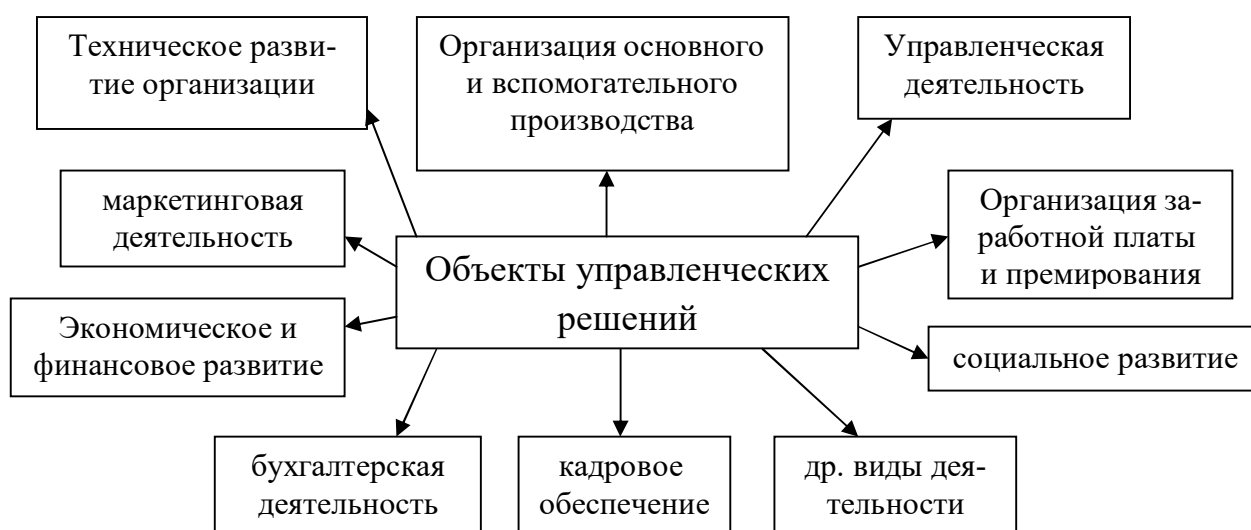 Техническое разви-
тие организации
Организация основного
и вспомогательного
производства
Управленческая
деятельность
маркетинговая
деятельность
Организация за-
работной платы
и премирования
Объекты управленческих
решений
Экономическое и
финансовое развитие
социальное развитие
бухгалтерская
деятельность
кадровое
обеспечение
др. виды дея-
тельности